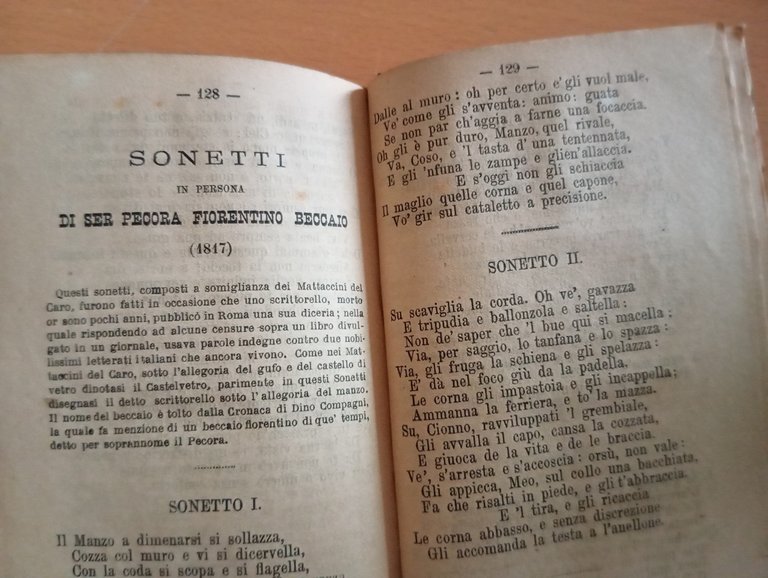 — 128 —
SONETTI
IN PERSONA
DI SER PECORA FIORENTINO BECCAIO
(1817)
Questi sonetti, composti a somiglianza dei Mattaccini del
Caro, furono fatti in occasione che uno scrittorello, morto
or sono pochi anni, pubblicò in Roma una sua diceria; nella
quale rispondendo ad alcune censure sopra un libro divul-
gato in un giornale, usava parole indegne contro due nobi-
lissimi letterati italiani che ancora vivono. Come nei Mat-
taccini del Caro, sotto l'allegoria del gufo e del castello di
vetro dinotasi il Castelvetro, parimente in questi Sonetti
disegnasi il detto scrittorello sotto l'allegoria del manzo.
Il nome del beccaio è tolto dalla Cronaca di Dino Compagni,
la quale fa menzione di un beccaio fiorentino di que' tempi,
detto per soprannome il Pecora.
SONETTO I.
Il Manzo a dimenarsi si sollazza,
Cozza col muro e vi si dicervella,
Con la coda si scopa e si flagella,
— 129 —
Dalle al muro: oh per certo e' gli vuol male,
Ve' come gli s'avventa: animo: guata
Se non par ch'aggia a farne una focaccia.
Oh gli è pur duro, Manzo, quel rivale,
Va, Coso, e 'l tasta d' una tentennata,
E gli 'nfuna le zampe e glien'allaccia.
E s'oggi non gli schiaccia
Il maglio quelle corna e quel capone,
Vo' gir sul cataletto a precisione.
SONETTO II.
Su scaviglia la corda. Oh ve', gavazza
E tripudia e ballonzola e saltella:
Non de' saper che 'l bue qui si macella;
Via, per saggio, lo tanfana e lo spazza:
Via, gli fruga la schiena e gli spelazza:
E' dà nel foco giù da la padella,
Le corna gli impastoia e gli incappella;
Ammanna la ferriera, e to' la mazza.
Su, Cionno, ravviluppati 'l grembiale,
Gli avvalla il capo, cansa la cozzata,
E giuoca de la vita e de le braccia.
Ve', s'arresta e s'accoscia: orsù, non vale:
Gli appicca, Meo, sul collo una bacchiata,
Fa che risalti in piede, e gli t'abbraccia.
E 'l tira, e gli ricaccia
Le corna abbasso, e senza discrezione
Gli accomanda la testa a l'anellone.